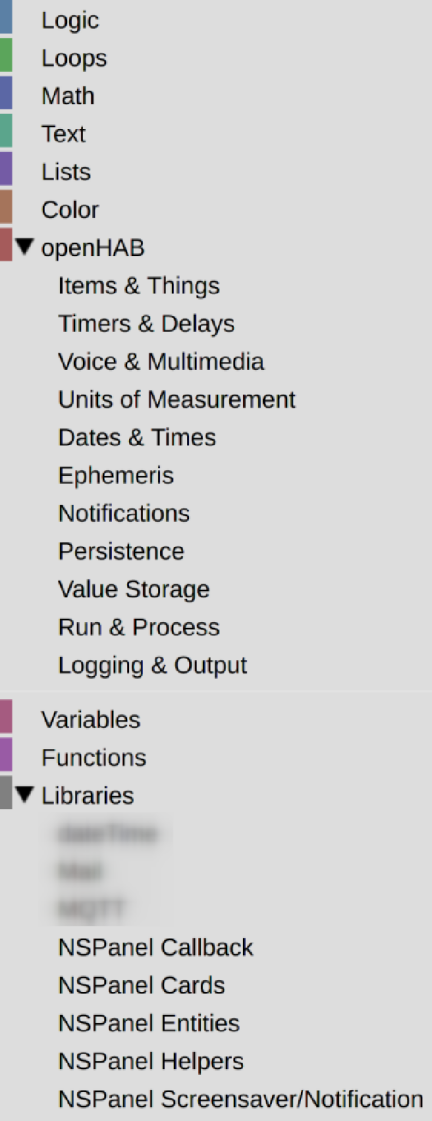 Logic
Loops
Math
Text
Lists
Color
openHAB
Items & Things
Timers & Delays
Voice & Multimedia
Units of Measurement
Dates & Times
Ephemeris
Notifications
Persistence
Value Storage
Run & Process
Logging & Output
Variables
Functions
Libraries
NSPanel Callback
NSPanel Cards
NSPanel Entities
NSPanel Helpers
NSPanel Screensaver/Notification